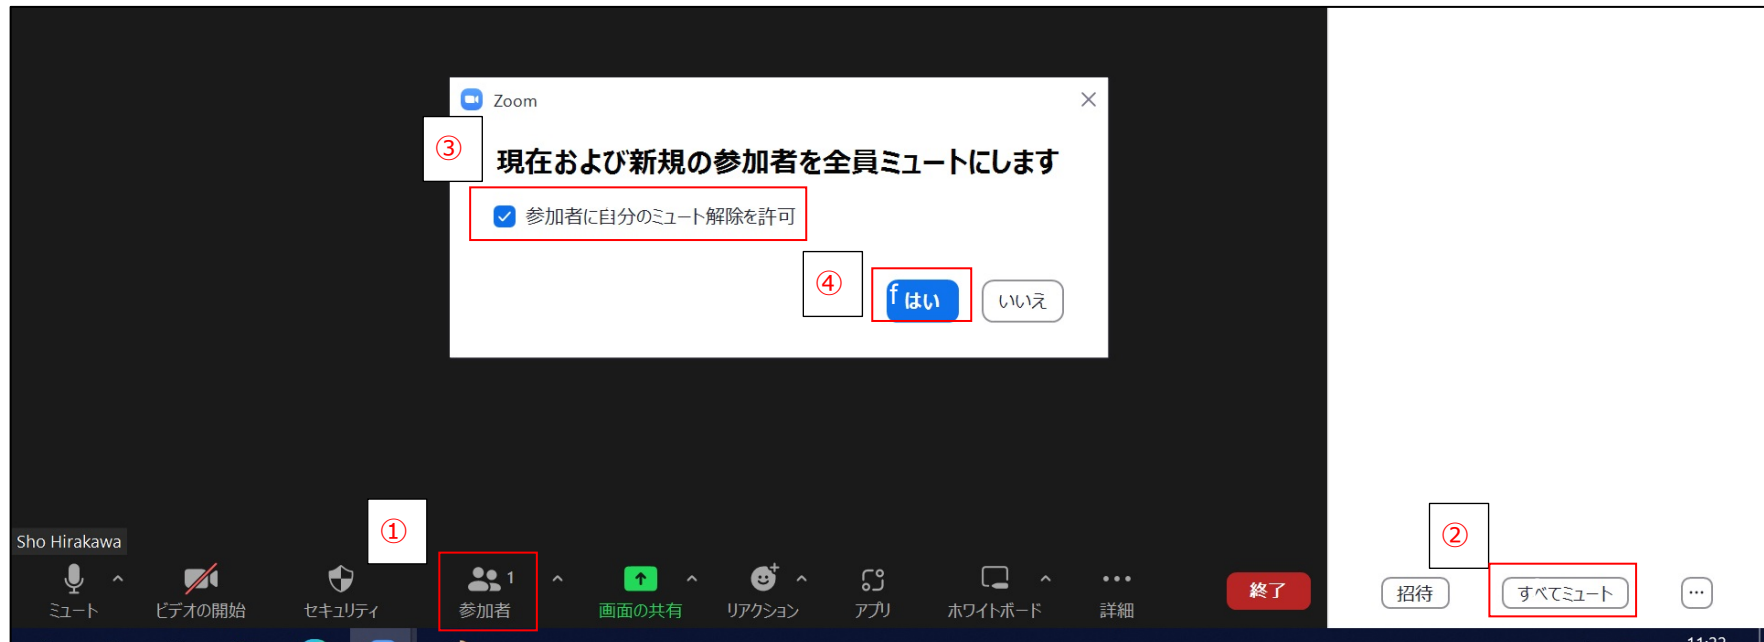 Zoom
③
現在および新規の参加者を全員ミュートにします
参加者に自分のミュート解除を許可
④
f はい
いいえ
①
②
Sho Hirakawa
1
ミュート
ビデオの開始
セキュリティ
参加者
画面の共有
リアクション
アプリ
ホワイトボード
詳細
終了
招待
すべてミュート